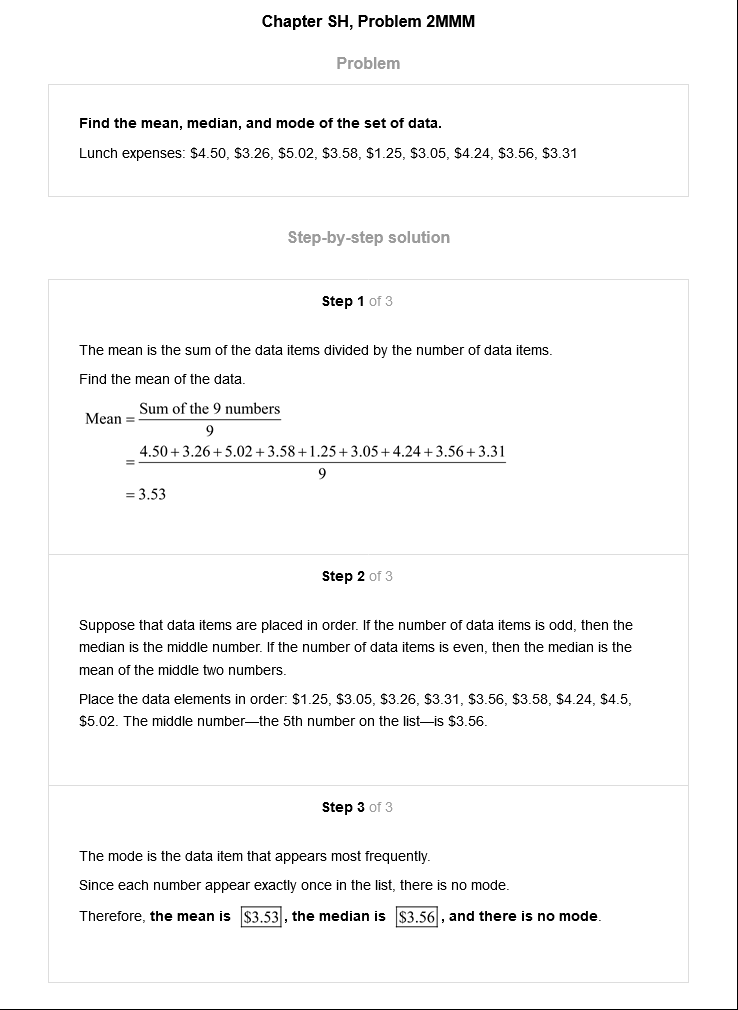 Chapter SH, Problem 2MMM
Problem
Find the mean, median, and mode of the set of data.
Lunch expenses: $4.50, $3.26, $5.02, $3.58, $1.25, $3.05, $4.24, $3.56, $3.31
Step-by-step solution
Step 1 of 3
The mean is the sum of the data items divided by the number of data items.
Find the mean of the data.
Mean = Sum of the 9 numbers
9
= 4.50 + 3.26 + 5.02 + 3.58 + 1.25 + 3.05 + 4.24 + 3.56 + 3.31
9
= 3.53
Step 2 of 3
Suppose that data items are placed in order. If the number of data items is odd, then the
median is the middle number. If the number of data items is even, then the median is the
mean of the middle two numbers.
Place the data elements in order: $1.25, $3.05, $3.26, $3.31, $3.56, $3.58, $4.24, $4.5,
$5.02. The middle number—the 5th number on the list—is $3.56.
Step 3 of 3
The mode is the data item that appears most frequently.
Since each number appear exactly once in the list, there is no mode.
Therefore, the mean is $3.53, the median is $3.56, and there is no mode.